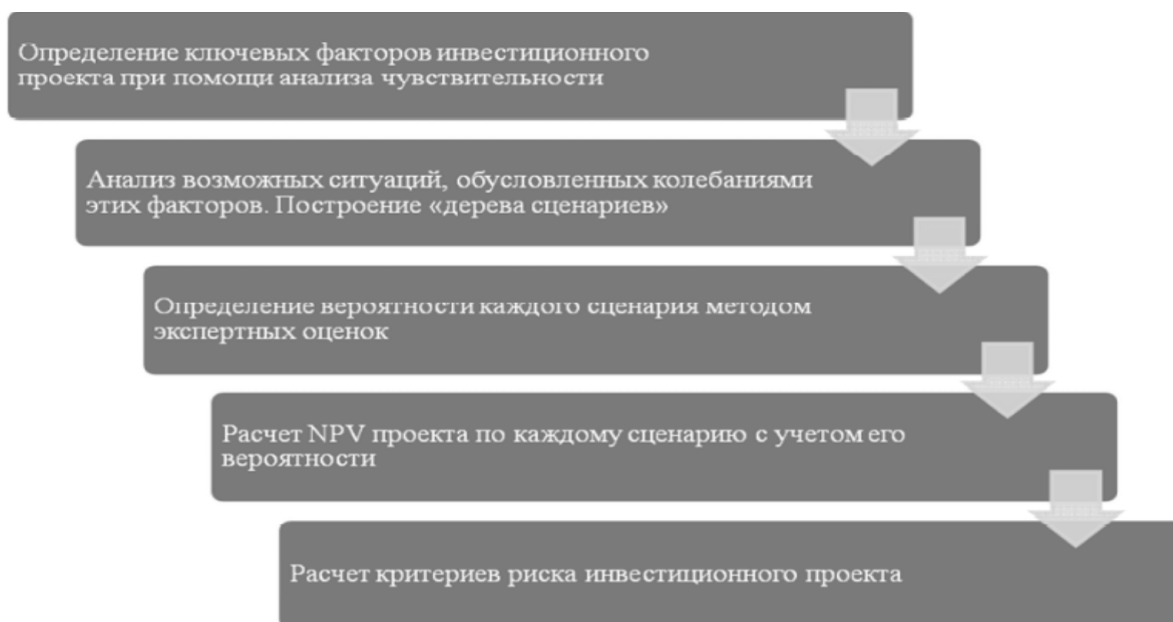 Определение ключевых факторов инвестиционного
проекта при помощи анализа чувствительности
Анализ возможных ситуаций, обусловленных колебаниями
этих факторов. Построение «дерева сценариев»
Определение вероятности каждого сценария методом
экспертных оценок
Расчет NPV проекта по каждому сценарию с учетом его
вероятности
Расчет критериев риска инвестиционного проекта